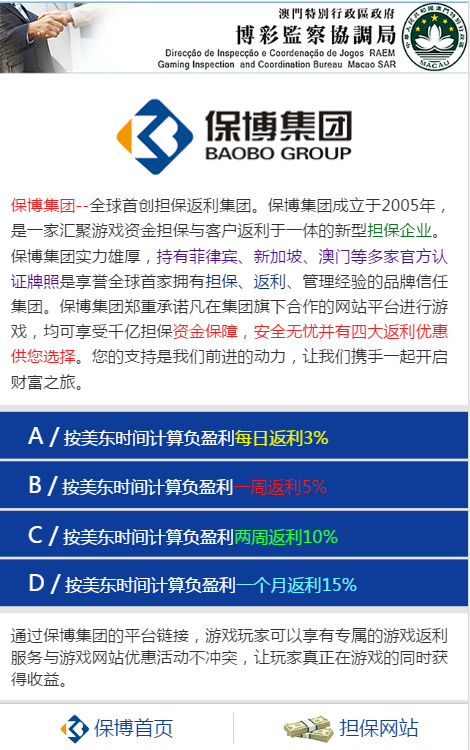 澳門特別行政區政府
博彩監察協調局
Direcção de Inspecção e Coordenação de Jogos RAEM
Gaming Inspection and Coordination Bureau Macao SAR
MACAU
保博集团
BAOBO GROUP
保博集团--全球首创担保返利集团。保博集团成立于2005年，
是一家汇聚游戏资金担保与客户返利于一体的新型担保企业。
保博集团实力雄厚，持有菲律宾、新加坡、澳门等多家官方认
证牌照是享誉全球首家拥有担保、返利、管理经验的品牌信任
集团。保博集团郑重承诺凡在集团旗下合作的网站平台进行游
戏，均可享受千亿担保资金保障，安全无忧并有四大返利优惠
供您选择。您的支持是我们前进的动力，让我们携手一起开启
财富之旅。
A / 按美东时间计算负盈利每日返利3%
B / 按美东时间计算负盈利一周返利5%
C / 按美东时间计算负盈利两周返利10%
D / 按美东时间计算负盈利一个月返利15%
通过保博集团的平台链接，游戏玩家可以享有专属的游戏返利
服务与游戏网站优惠活动不冲突，让玩家真正在游戏的同时获
得收益。
保博首页
担保网站